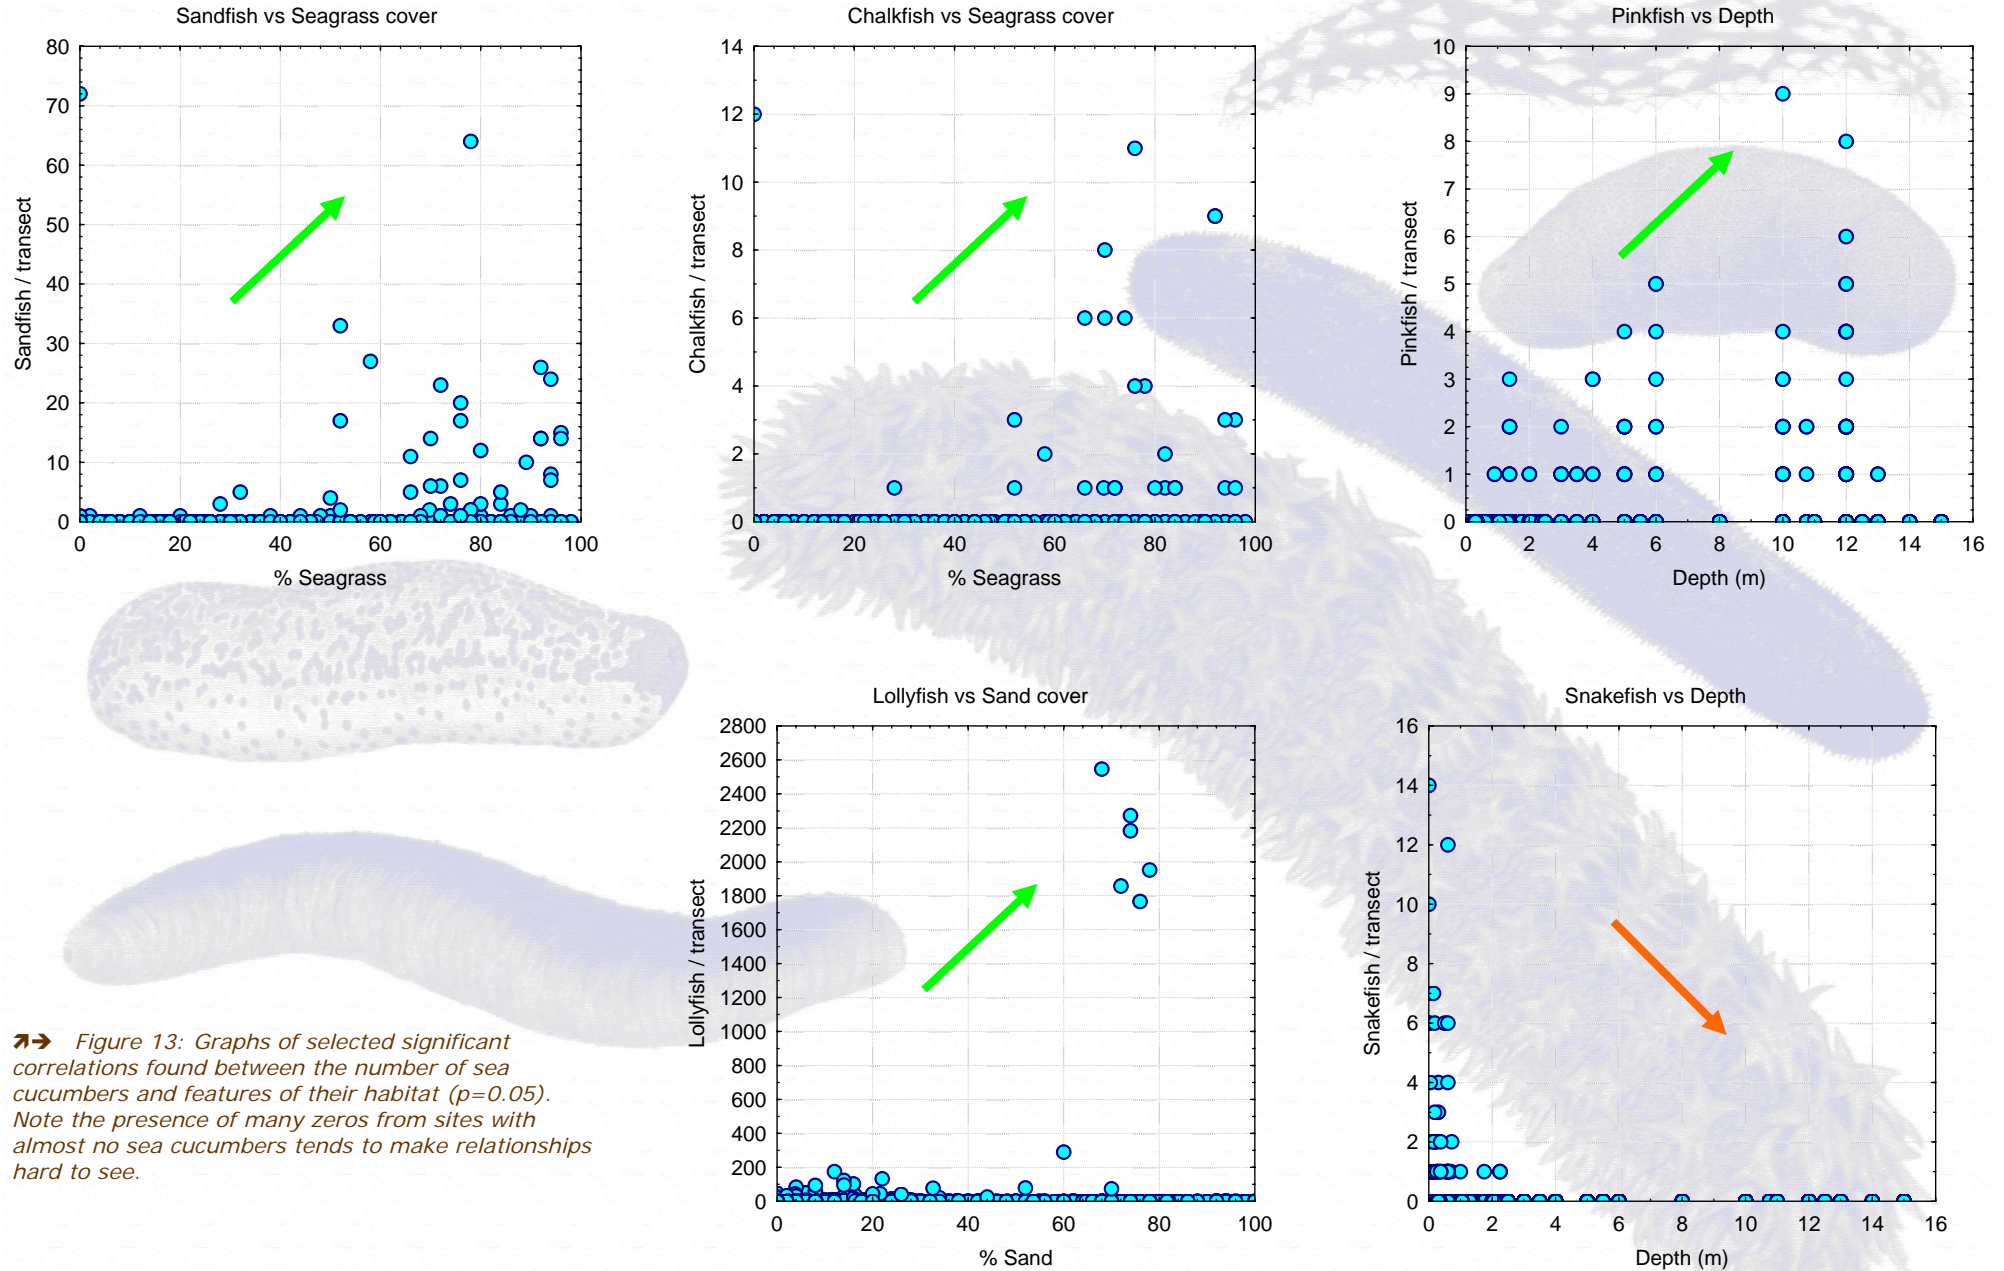 Sandfish vs Seagrass cover
80
70
60
50
40
30
20
10
0
Sandfish / transect
0 20 40 60 80 100
% Seagrass
Chalkfish vs Seagrass cover
14
12
10
8
6
4
2
0
Chalkfish / transect
0 20 40 60 80 100
% Seagrass
Pinkfish vs Depth
10
9
8
7
6
5
4
3
2
1
0
Pinkfish / transect
0 2 4 6 8 10 12 14 16
Depth (m)
Lollyfish vs Sand cover
2800
2600
2400
2200
2000
1800
1600
1400
1200
1000
800
600
400
200
0
Lollyfish / transect
0 20 40 60 80 100
% Sand
Snakefish vs Depth
16
14
12
10
8
6
4
2
0
Snakefish / transect
0 2 4 6 8 10 12 14 16
Depth (m)
Figure 13: Graphs of selected significant
correlations found between the number of sea
cucumbers and features of their habitat (p=0.05).
Note the presence of many zeros from sites with
almost no sea cucumbers tends to make relationships
hard to see.